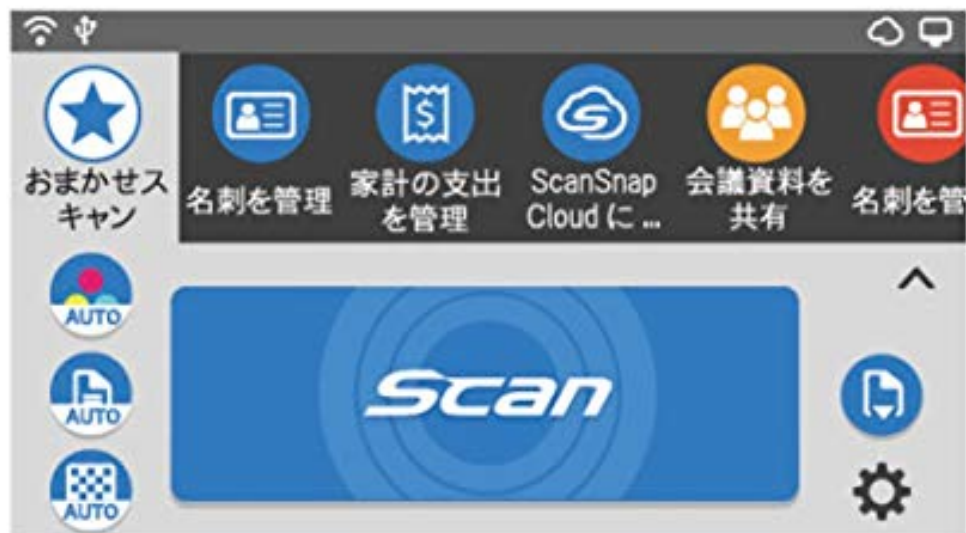 おまかせス
キャン
名刺を管理
家計の支出
を管理
ScanSnap
Cloud に ...
会議資料を
共有
名刺を管
AUTO
AUTO
AUTO
Scan